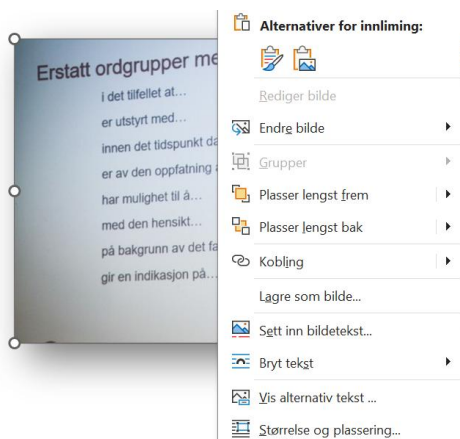 Erstatt ordgrupper me
i det tilfellet at…
er utstyrt med…
innen det tidspunkt da
er av den oppfatning
har mulighet til å…
med den hensikt…
på bakgrunn av det fa
gir en indikasjon på…
Alternativer for innliming:
Rediger bilde
Endre bilde
Grupper
Plasser lengst frem
Plasser lengst bak
Kobling
Lagre som bilde...
Sett inn bildetekst...
Bryt tekst
Vis alternativ tekst ...
Størrelse og plassering...